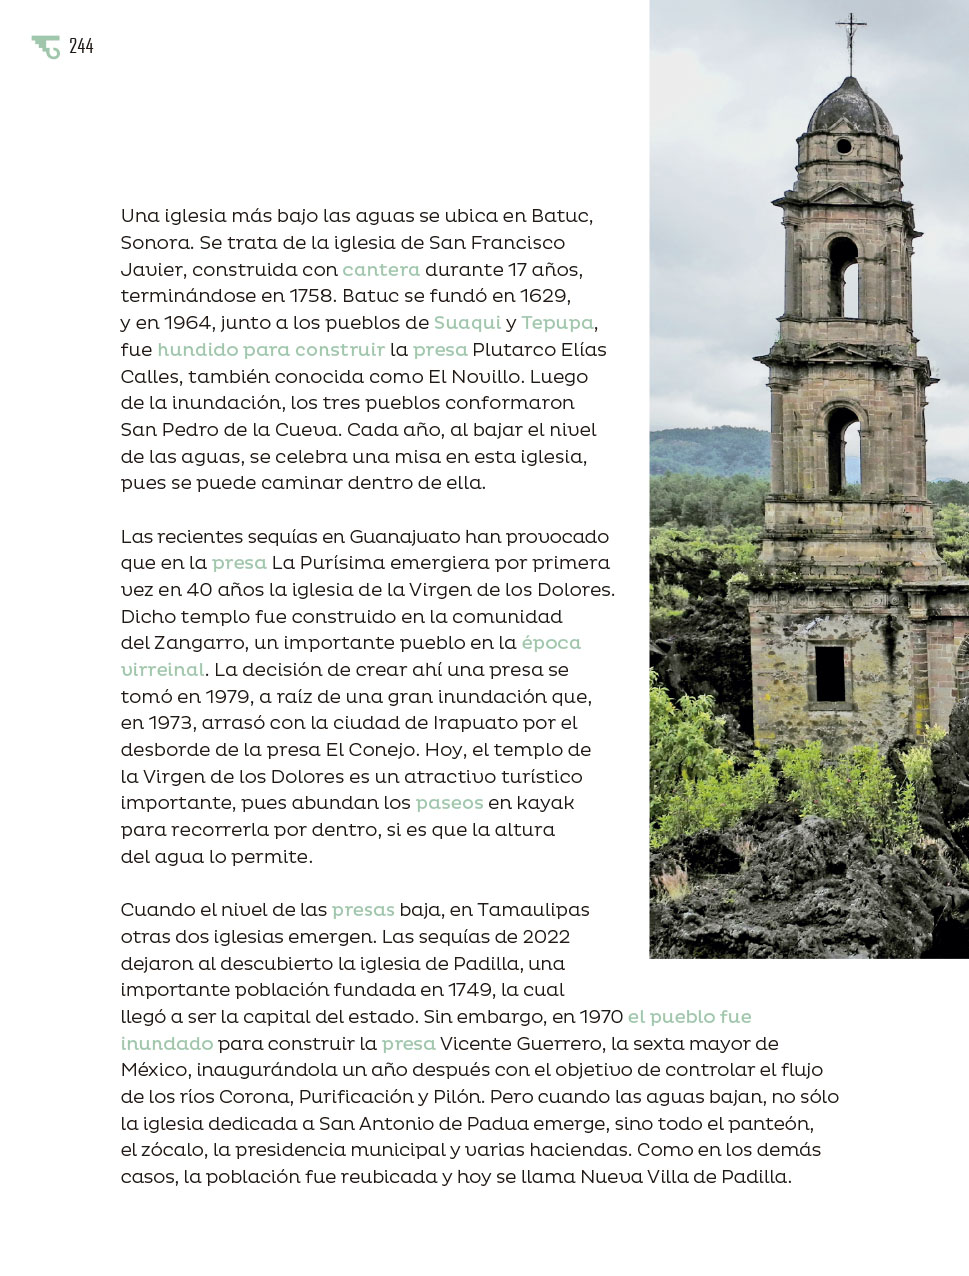 244
Una iglesia más bajo las aguas se ubica en Batuc,
Sonora. Se trata de la iglesia de San Francisco
Javier, construida con cantera durante 17 años,
terminándose en 1758. Batuc se fundó en 1629,
y en 1964, junto a los pueblos de Suaqui y Tepupa,
fue hundido para construir la presa Plutarco Elías
Calles, también conocida como El Novillo. Luego
de la inundación, los tres pueblos conformaron
San Pedro de la Cueva. Cada año, al bajar el nivel
de las aguas, se celebra una misa en esta iglesia,
pues se puede caminar dentro de ella.
Las recientes sequías en Guanajuato han provocado
que en la presa La Purísima emergiera por primera
vez en 40 años la iglesia de la Virgen de los Dolores.
Dicho templo fue construido en la comunidad
del Zangarro, un importante pueblo en la época
virreinal. La decisión de crear ahí una presa se
tomó en 1979, a raíz de una gran inundación que,
en 1973, arrasó con la ciudad de Irapuato por el
desborde de la presa El Conejo. Hoy, el templo de
la Virgen de los Dolores es un atractivo turístico
importante, pues abundan los paseos en kayak
para recorrerla por dentro, si es que la altura
del agua lo permite.
Cuando el nivel de las presas baja, en Tamaulipas
otras dos iglesias emergen. Las sequías de 2022
dejaron al descubierto la iglesia de Padilla, una
importante población fundada en 1749, la cual
llegó a ser la capital del estado. Sin embargo, en 1970 el pueblo fue
inundado para construir la presa Vicente Guerrero, la sexta mayor de
México, inaugurándola un año después con el objetivo de controlar el flujo
de los ríos Corona, Purificación y Pilón. Pero cuando las aguas bajan, no sólo
la iglesia dedicada a San Antonio de Padua emerge, sino todo el panteón,
el zócalo, la presidencia municipal y varias haciendas. Como en los demás
casos, la población fue reubicada y hoy se llama Nueva Villa de Padilla.